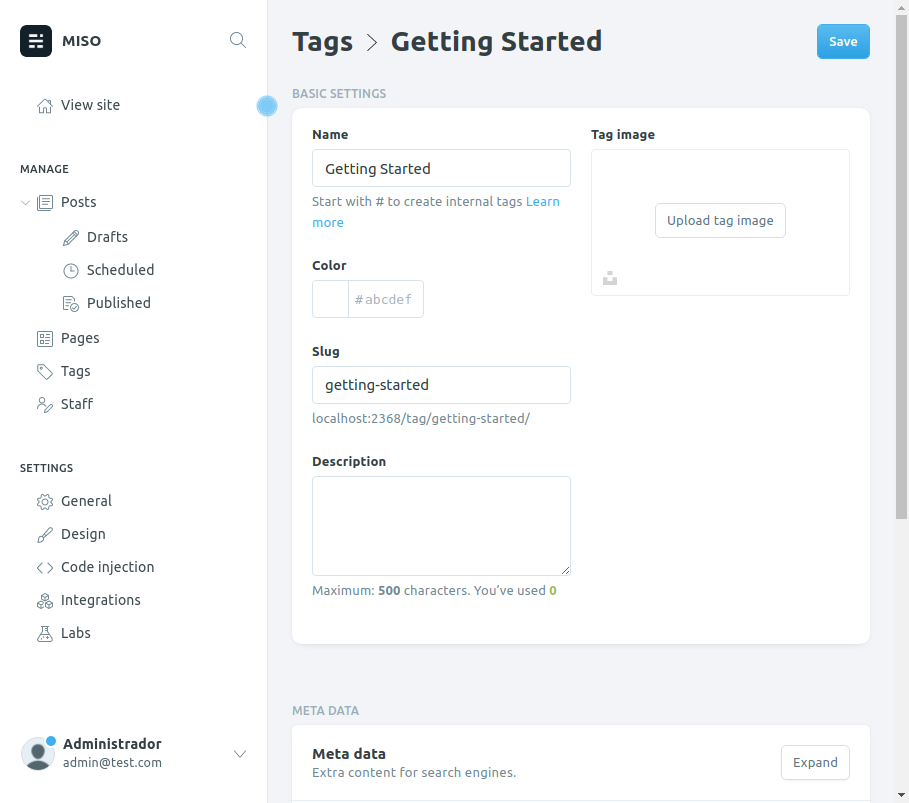 MISO
View site
MANAGE
Posts
Drafts
Scheduled
Published
Pages
Tags
Staff
SETTINGS
General
Design
Code injection
Integrations
Labs
Administrador
admin@test.com
Tags > Getting Started
Save
BASIC SETTINGS
Name
Getting Started
Start with # to create internal tags Learn
more
Color
#abcdef
Slug
getting-started
localhost:2368/tag/getting-started/
Description
Maximum: 500 characters. You’ve used 0
Tag image
Upload tag image
META DATA
Meta data
Extra content for search engines.
Expand